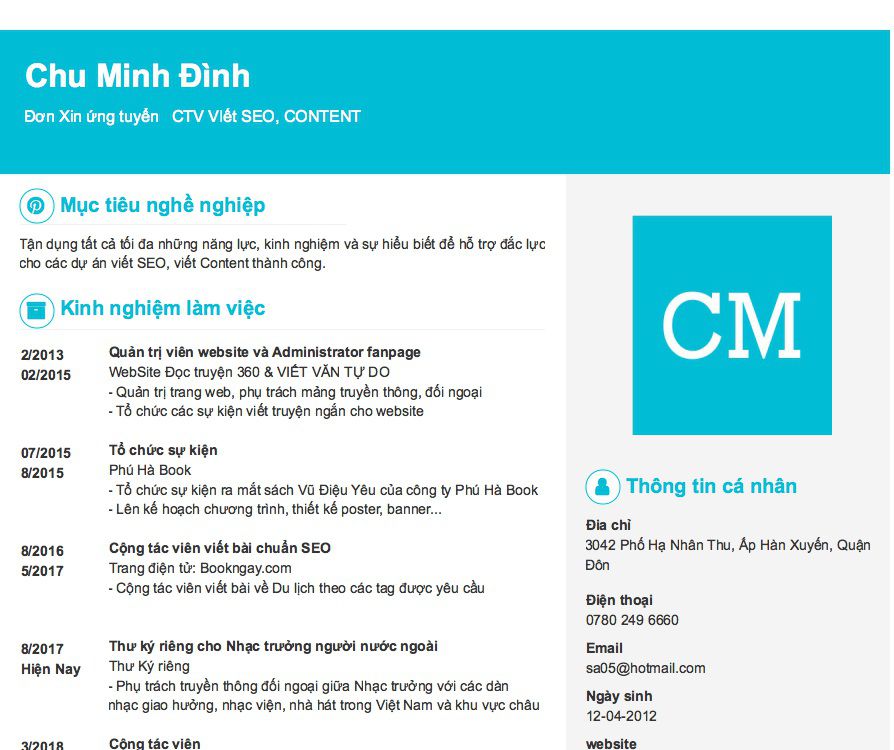 Chu Minh Đình
Đơn Xin ứng tuyển CTV Viết SEO, CONTENT
Mục tiêu nghề nghiệp
Tận dụng tất cả tối đa những năng lực, kinh nghiệm và sự hiểu biết để hỗ trợ đắc lực
cho các dự án viết SEO, viết Content thành công.
Kinh nghiệm làm việc
2/2013
02/2015
Quản trị viên website và Administrator fanpage
WebSite Đọc truyện 360 & VIẾT VĂN TỰ DO
- Quản trị trang web, phụ trách mảng truyền thông, đối ngoại
- Tổ chức các sự kiện viết truyện ngắn cho website
07/2015
8/2015
Tổ chức sự kiện
Phú Hà Book
- Tổ chức sự kiện ra mắt sách Vũ Điệu Yêu của công ty Phú Hà Book
- Lên kế hoạch chương trình, thiết kế poster, banner...
8/2016
5/2017
Cộng tác viên viết bài chuẩn SEO
Trang điện tử: Bookngay.com
- Cộng tác viên viết bài về Du lịch theo các tag được yêu cầu
8/2017
Hiện Nay
Thư ký riêng cho Nhạc trưởng người nước ngoài
Thư Ký riêng
- Phụ trách truyền thông đối ngoại giữa Nhạc trưởng với các dàn
nhạc giao hưởng, nhạc viện, nhà hát trong Việt Nam và khu vực châu
3/2018
Cộng tác viên
CM
Thông tin cá nhân
Địa chỉ
3042 Phố Hạ Nhân Thu, Ấp Hàn Xuyến, Quận
Đôn
Điện thoại
0780 249 6660
Email
sa05@hotmail.com
Ngày sinh
12-04-2012
website